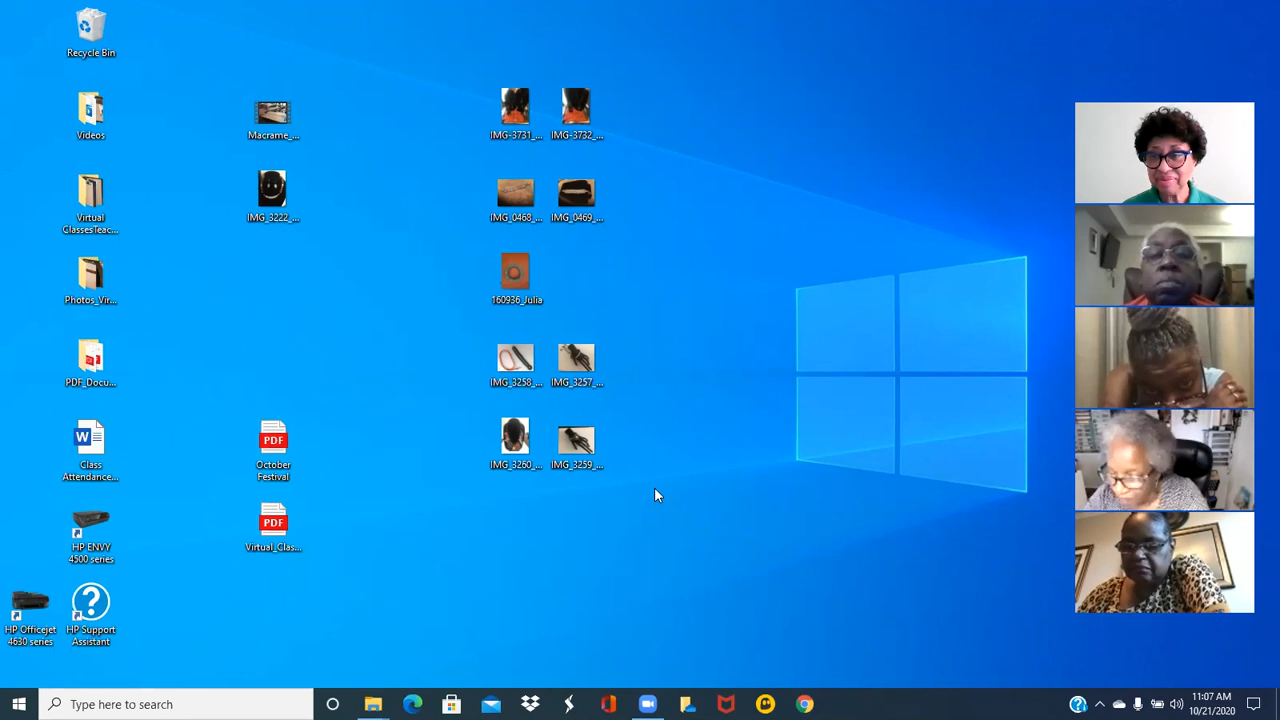 Recycle Bin
Videos
Macrame_...
IMG-3731_...
IMG-3732_...
Virtual
ClassesTeac...
IMG_3222_...
IMG_0468_...
IMG_0469_...
Photos_Vir...
160936_Julia
PDF_Docu...
IMG_3258_...
IMG_3257_...
W
Class
Attendance...
PDF
October
Festival
IMG_3260_...
IMG_3259_...
HP ENVY
4500 series
PDF
Virtual_Clas...
HP Officejet
4630 series
?
HP Support
Assistant
Type here to search
11:07 AM
10/21/2020